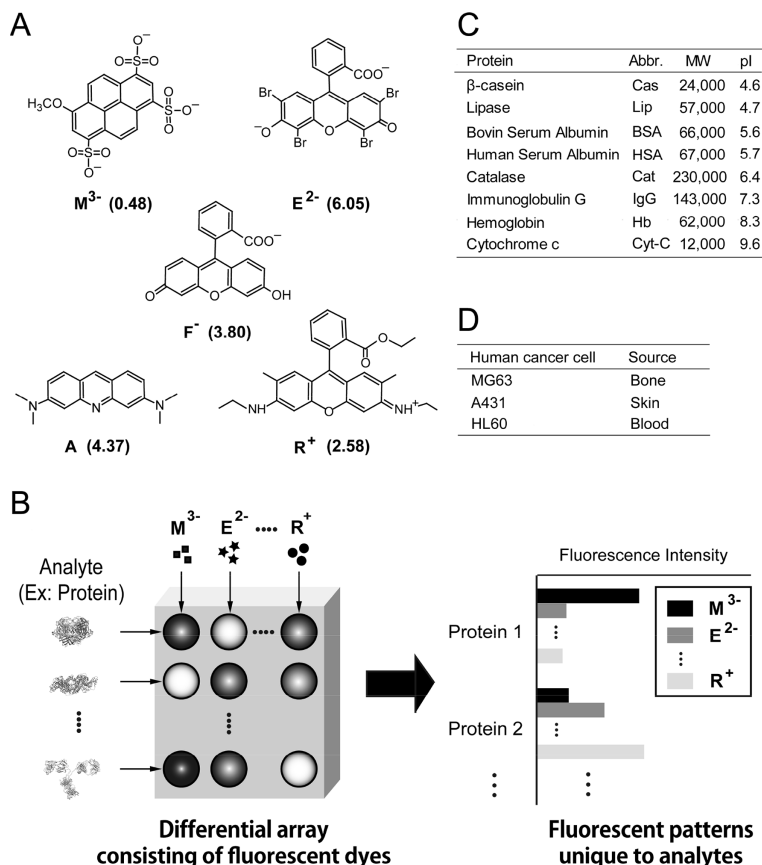 A
O⁻
O=S=O
COO⁻
Br
Br
H₃CO
O
S
O⁻
O
⁻O
O
O
Br
Br
O=S=O
O⁻
M³⁻ (0.48)
E²⁻ (6.05)
COO⁻
O
O
OH
F⁻ (3.80)
O
O
N
N
N
NH
O
NH⁺
A (4.37)
R⁺ (2.58)
C
Protein Abbr. MW pI
β-casein Cas 24,000 4.6
Lipase Lip 57,000 4.7
Bovin Serum Albumin BSA 66,000 5.6
Human Serum Albumin HSA 67,000 5.7
Catalase Cat 230,000 6.4
Immunoglobulin G IgG 143,000 7.3
Hemoglobin Hb 62,000 8.3
Cytochrome c Cyt-C 12,000 9.6
D
Human cancer cell Source
MG63 Bone
A431 Skin
HL60 Blood
B
M³⁻ E²⁻ •••• R⁺
Analyte
(Ex: Protein)
Fluorescence Intensity
M³⁻
E²⁻
R⁺
Protein 1
Protein 2
Differential array
consisting of fluorescent dyes
Fluorescent patterns
unique to analytes